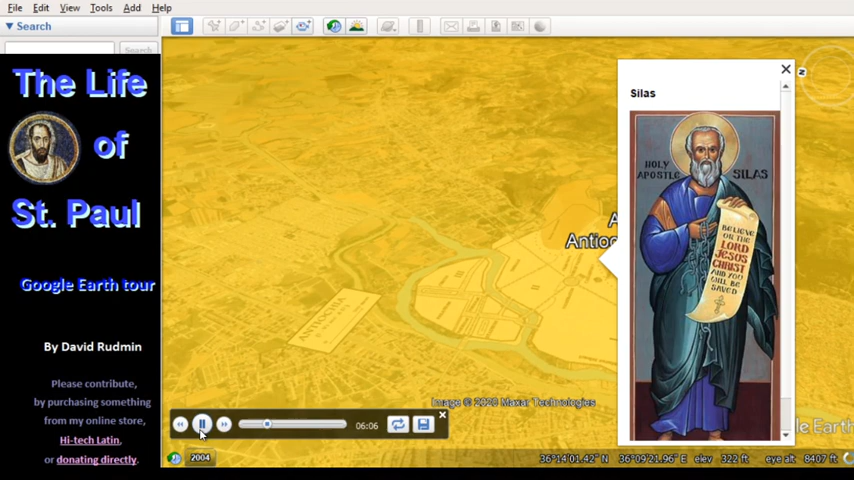 File Edit View Tools Add Help
Search
Search
The Life
of
St. Paul
Google Earth tour
By David Rudmin
Please contribute,
by purchasing something
from my online store,
Hi-tech Latin,
or donating directly.
A
Antioc
ANTIOCHIA
Silas
HOLY
APOSTLE
SILAS
BELIEVE
ON THE
LORD
JESUS
CHRIST
AND YOU
WILL BE
SAVED
Image © 2020 Maxar Technologies
le Earth
06:06
2004
36°14'01.42" N 36°09'21.96" E elev 322 ft eye alt 8407 ft
N